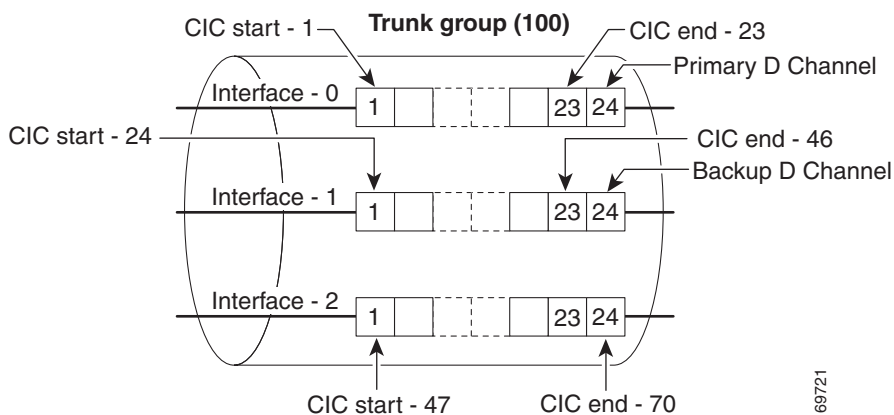 Trunk group (100)
CIC start - 1
CIC end - 23
Primary D Channel
Interface - 0
1 23 24
CIC start - 24
CIC end - 46
Backup D Channel
Interface - 1
1 23 24
Interface - 2
1 23 24
CIC start - 47
CIC end - 70
69721